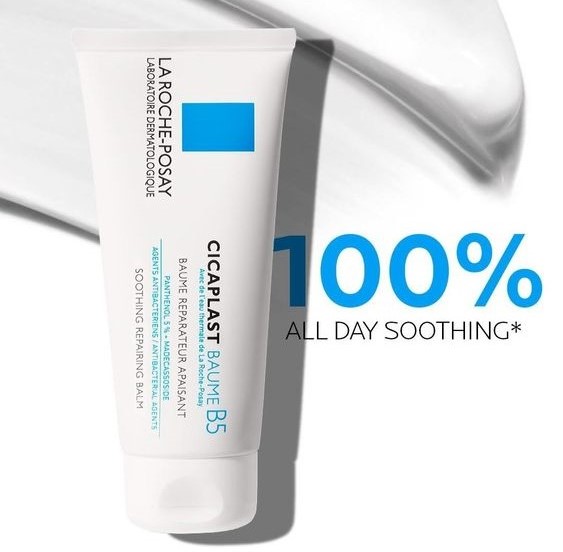 LA ROCHE-POSAY
LABORATOIRE DERMATOLOGIQUE
CICAPLAST BAUME B5
Avec de l'eau thermale de La Roche-Posay
BAUME REPARATEUR APAISANT
PANTHENOL 5% - MADECASSOSIDE
AGENTS ANTIBACTERIENS / ANTIBACTERIAL AGENTS
SOOTHING REPAIRING BALM
100%
ALL DAY SOOTHING*